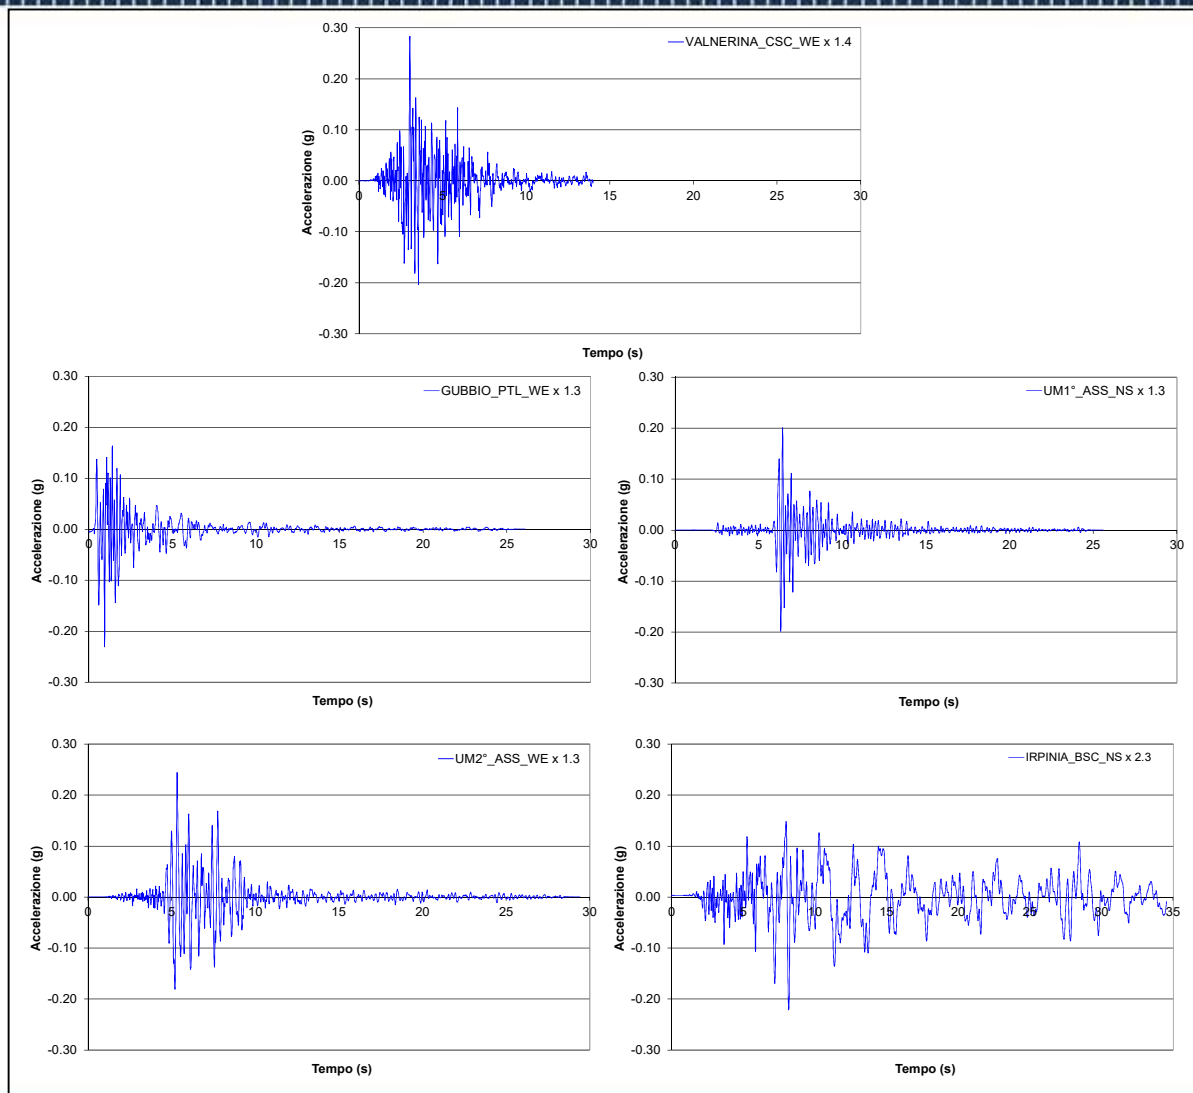 VALNERINA_CSC_WE x 1.4
Accelerazione (g)
0.30
0.20
0.10
0.00
-0.10
-0.20
-0.30
0 5 10 15 20 25 30
Tempo (s)
GUBBIO_PTL_WE x 1.3
Accelerazione (g)
0.30
0.20
0.10
0.00
-0.10
-0.20
-0.30
0 5 10 15 20 25 30
Tempo (s)
UM1°_ASS_NS x 1.3
Accelerazione (g)
0.30
0.20
0.10
0.00
-0.10
-0.20
-0.30
0 5 10 15 20 25 30
Tempo (s)
UM2°_ASS_WE x 1.3
Accelerazione (g)
0.30
0.20
0.10
0.00
-0.10
-0.20
-0.30
0 5 10 15 20 25 30
Tempo (s)
IRPINIA_BSC_NS x 2.3
Accelerazione (g)
0.30
0.20
0.10
0.00
-0.10
-0.20
-0.30
0 5 10 15 20 25 30 35
Tempo (s)